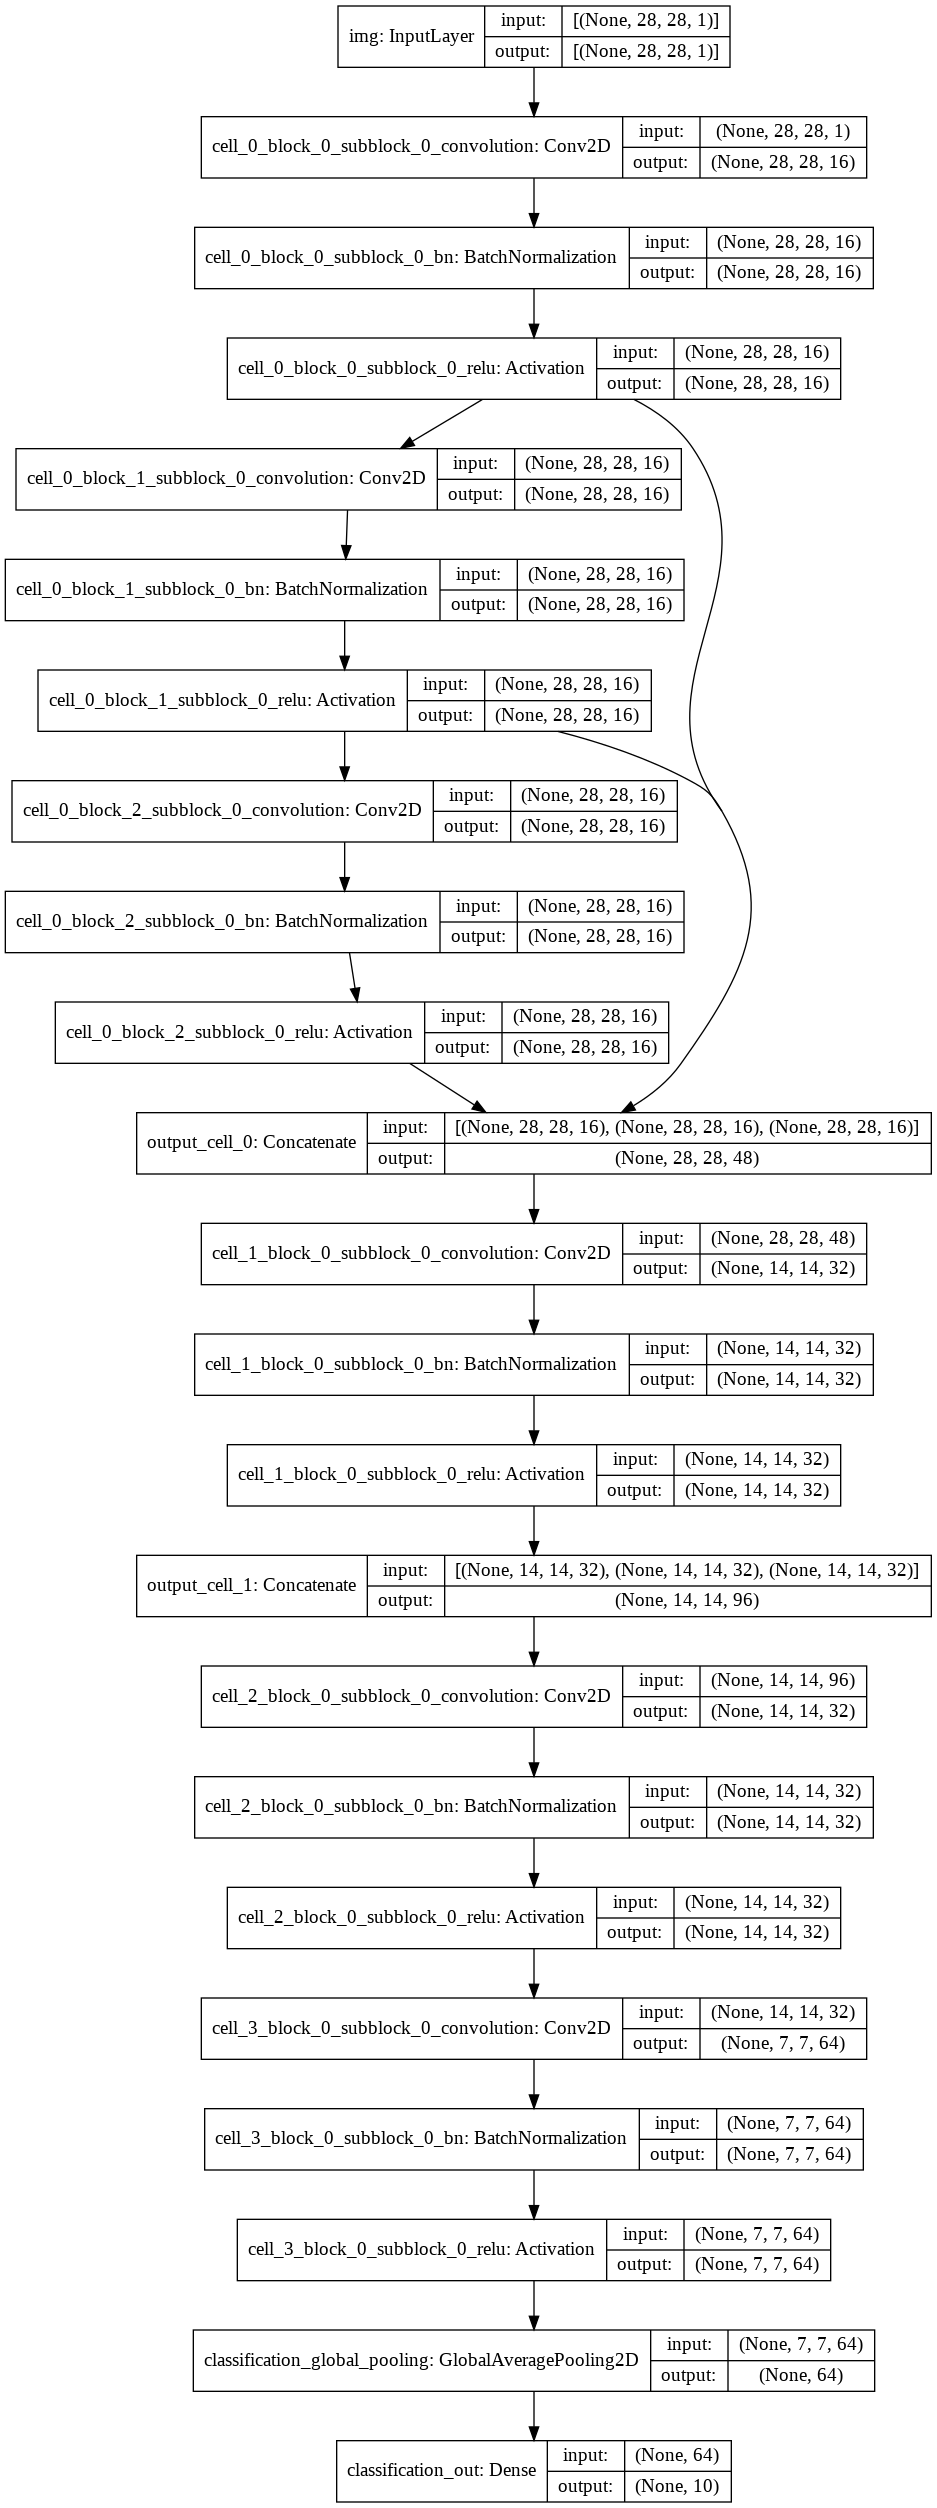 img: InputLayer
input: [(None, 28, 28, 1)]
output: [(None, 28, 28, 1)]
cell_0_block_0_subblock_0_convolution: Conv2D
input: (None, 28, 28, 1)
output: (None, 28, 28, 16)
cell_0_block_0_subblock_0_bn: BatchNormalization
input: (None, 28, 28, 16)
output: (None, 28, 28, 16)
cell_0_block_0_subblock_0_relu: Activation
input: (None, 28, 28, 16)
output: (None, 28, 28, 16)
cell_0_block_1_subblock_0_convolution: Conv2D
input: (None, 28, 28, 16)
output: (None, 28, 28, 16)
cell_0_block_1_subblock_0_bn: BatchNormalization
input: (None, 28, 28, 16)
output: (None, 28, 28, 16)
cell_0_block_1_subblock_0_relu: Activation
input: (None, 28, 28, 16)
output: (None, 28, 28, 16)
cell_0_block_2_subblock_0_convolution: Conv2D
input: (None, 28, 28, 16)
output: (None, 28, 28, 16)
cell_0_block_2_subblock_0_bn: BatchNormalization
input: (None, 28, 28, 16)
output: (None, 28, 28, 16)
cell_0_block_2_subblock_0_relu: Activation
input: (None, 28, 28, 16)
output: (None, 28, 28, 16)
output_cell_0: Concatenate
input: [(None, 28, 28, 16), (None, 28, 28, 16), (None, 28, 28, 16)]
output: (None, 28, 28, 48)
cell_1_block_0_subblock_0_convolution: Conv2D
input: (None, 28, 28, 48)
output: (None, 14, 14, 32)
cell_1_block_0_subblock_0_bn: BatchNormalization
input: (None, 14, 14, 32)
output: (None, 14, 14, 32)
cell_1_block_0_subblock_0_relu: Activation
input: (None, 14, 14, 32)
output: (None, 14, 14, 32)
output_cell_1: Concatenate
input: [(None, 14, 14, 32), (None, 14, 14, 32), (None, 14, 14, 32)]
output: (None, 14, 14, 96)
cell_2_block_0_subblock_0_convolution: Conv2D
input: (None, 14, 14, 96)
output: (None, 14, 14, 32)
cell_2_block_0_subblock_0_bn: BatchNormalization
input: (None, 14, 14, 32)
output: (None, 14, 14, 32)
cell_2_block_0_subblock_0_relu: Activation
input: (None, 14, 14, 32)
output: (None, 14, 14, 32)
cell_3_block_0_subblock_0_convolution: Conv2D
input: (None, 14, 14, 32)
output: (None, 7, 7, 64)
cell_3_block_0_subblock_0_bn: BatchNormalization
input: (None, 7, 7, 64)
output: (None, 7, 7, 64)
cell_3_block_0_subblock_0_relu: Activation
input: (None, 7, 7, 64)
output: (None, 7, 7, 64)
classification_global_pooling: GlobalAveragePooling2D
input: (None, 7, 7, 64)
output: (None, 64)
classification_out: Dense
input: (None, 64)
output: (None, 10)